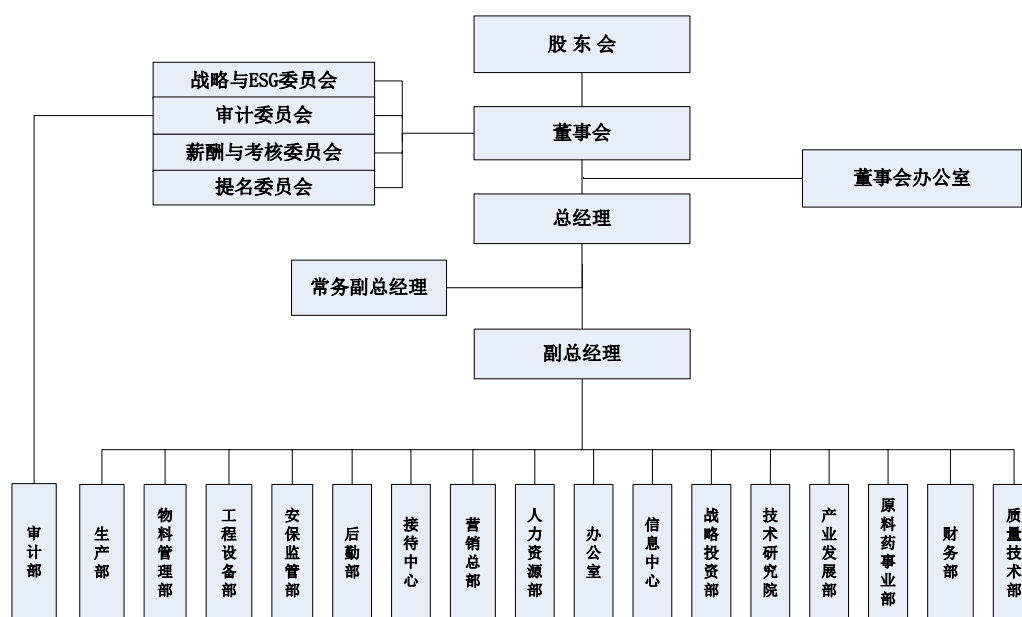 股东会
战略与ESG委员会
审计委员会
董事会
薪酬与考核委员会
提名委员会
董事会办公室
总经理
常务副总经理
副总经理
审计部
生产部
物料管理部
工程设备部
安保监管部
后勤部
接待中心
营销总部
人力资源部
办公室
信息中心
战略投资部
技术研究院
产业发展部
原料药事业部
财务部
质量技术部